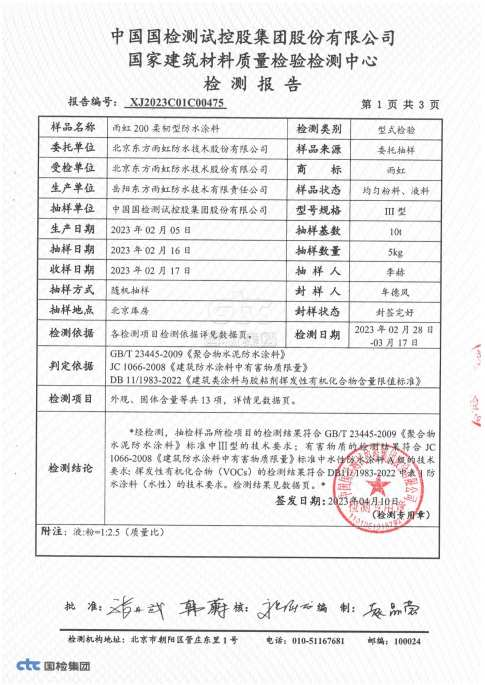 中国国检测试控股集团股份有限公司
国家建筑材料质量检验检测中心
检测报告
报告编号： XJ2023C01C00475 第 1 页 共 3 页
样品名称 雨虹 200 柔韧型防水涂料 检测类别 型式检验
委托单位 北京东方雨虹防水技术股份有限公司 样品来源 委托抽样
受检单位 北京东方雨虹防水技术股份有限公司 商 标 雨虹
生产单位 岳阳东方雨虹防水技术有限责任公司 样品状态 均匀粉料、液料
抽样单位 中国国检测试控股集团股份有限公司 型号规格 III 型
生产日期 2023 年 02 月 05 日 抽样基数 10t
抽样日期 2023 年 02 月 16 日 抽样数量 5kg
收样日期 2023 年 02 月 17 日 抽 样 人 李赫
抽样方式 随机抽样 封 样 人 牟德风
抽样地点 北京库房 封样状态 封签完好
检测依据 各检测项目检测依据详见数据页。 检测日期 2023 年 02 月 28 日
-03 月 17 日
判定依据 GB/T 23445-2009《聚合物水泥防水涂料》
JC 1066-2008《建筑防水涂料中有害物质限量》
DB 11/1983-2022《建筑类涂料与胶粘剂挥发性有机化合物含量限值标准》
检测项目 外观、固体含量等共 13 项，详情见数据页。
检测结论
*经检测，抽检样品所检项目的检测结果符合 GB/T 23445-2009《聚合物
水泥防水涂料》标准中Ⅲ型的技术要求；有害物质的检测结果符合 JC
1066-2008《建筑防水涂料中有害物质限量》标准中水性防水涂料A级的技术
要求；挥发性有机化合物（VOCs）的检测结果符合 DB11/1983-2022 中表1防
水涂料（水性）的技术要求。检测结果见数据页。*
签发日期：2023年04月10日
(检测专用章)
附注：液:粉=1:2.5（质量比）
批 准： 审核： 编 制：
检测机构地址：北京市朝阳区管庄东里 1 号 电话：010-51167681 邮编：100024
ctc 国检集团